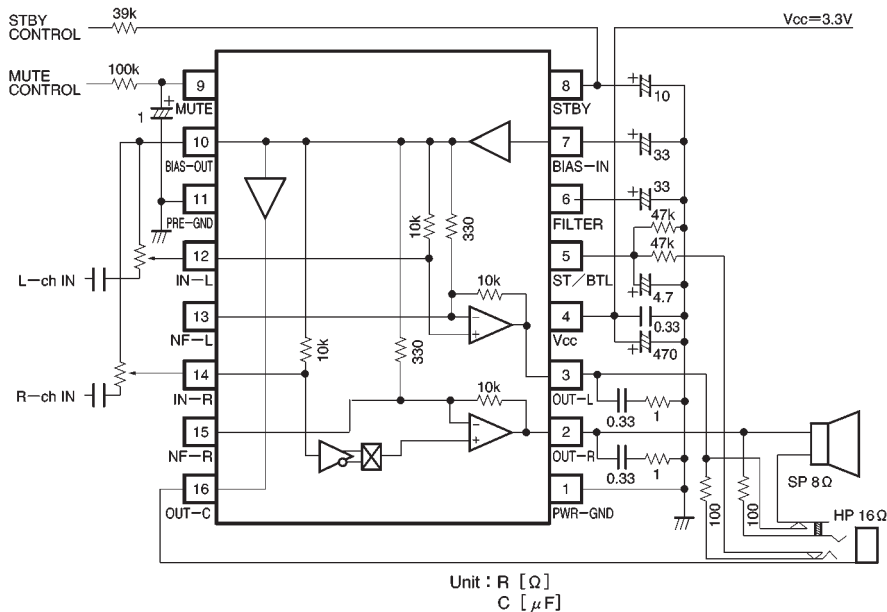 STBY
CONTROL
39k
Vcc=3.3V
MUTE
CONTROL
100k
9
MUTE
8
STBY
+
10
+
1
10
BIAS-OUT
7
BIAS-IN
+
33
11
PRE-GND
6
FILTER
+
33
10k
330
47k
47k
12
IN-L
5
ST/BTL
L-ch IN
+
4.7
10k
13
NF-L
−
+
4
Vcc
0.33
+
470
10k
330
14
IN-R
3
OUT-L
R-ch IN
10k
0.33
1
15
NF-R
−
+
2
OUT-R
0.33
1
SP 8Ω
16
OUT-C
1
PWR-GND
100
100
HP 16Ω
Unit : R [Ω]
C [μF]